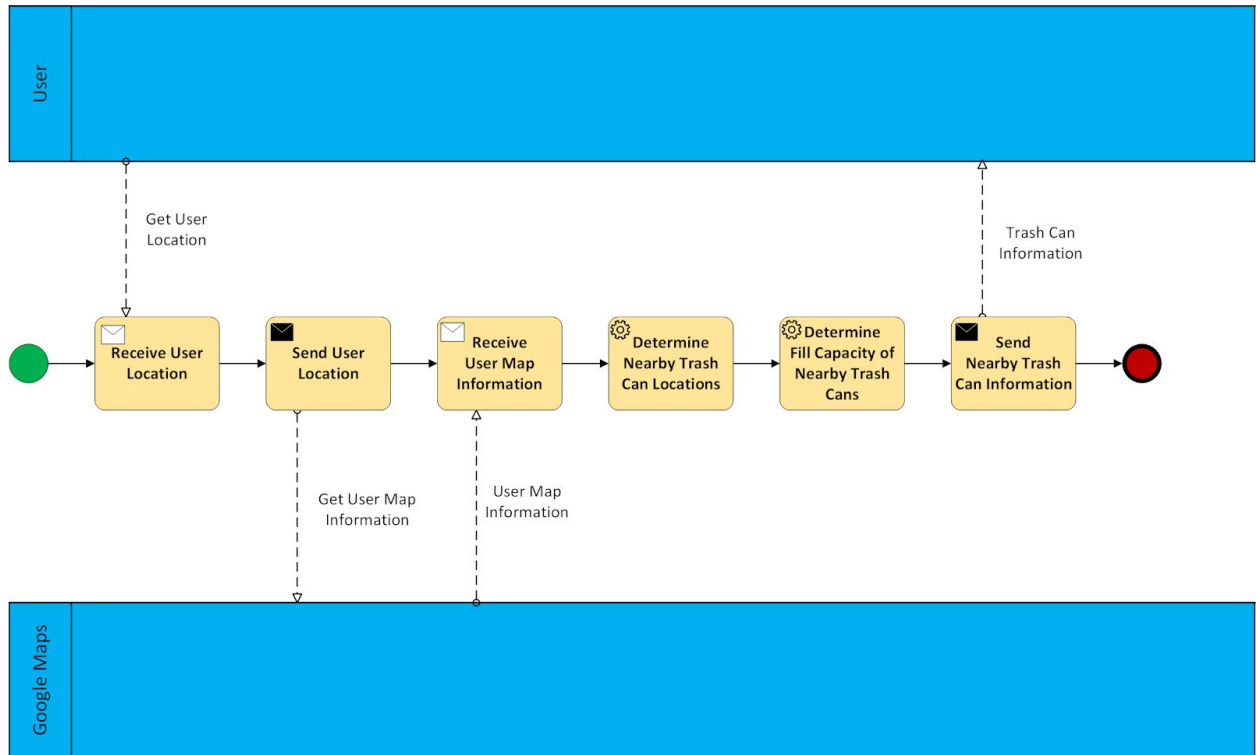 User
Get User
Location
Trash Can
Information
Receive User
Location
Send User
Location
Receive
User Map
Information
Determine
Nearby Trash
Can Locations
Determine
Fill Capacity of
Nearby Trash
Cans
Send
Nearby Trash
Can Information
Get User Map
Information
User Map
Information
Google Maps